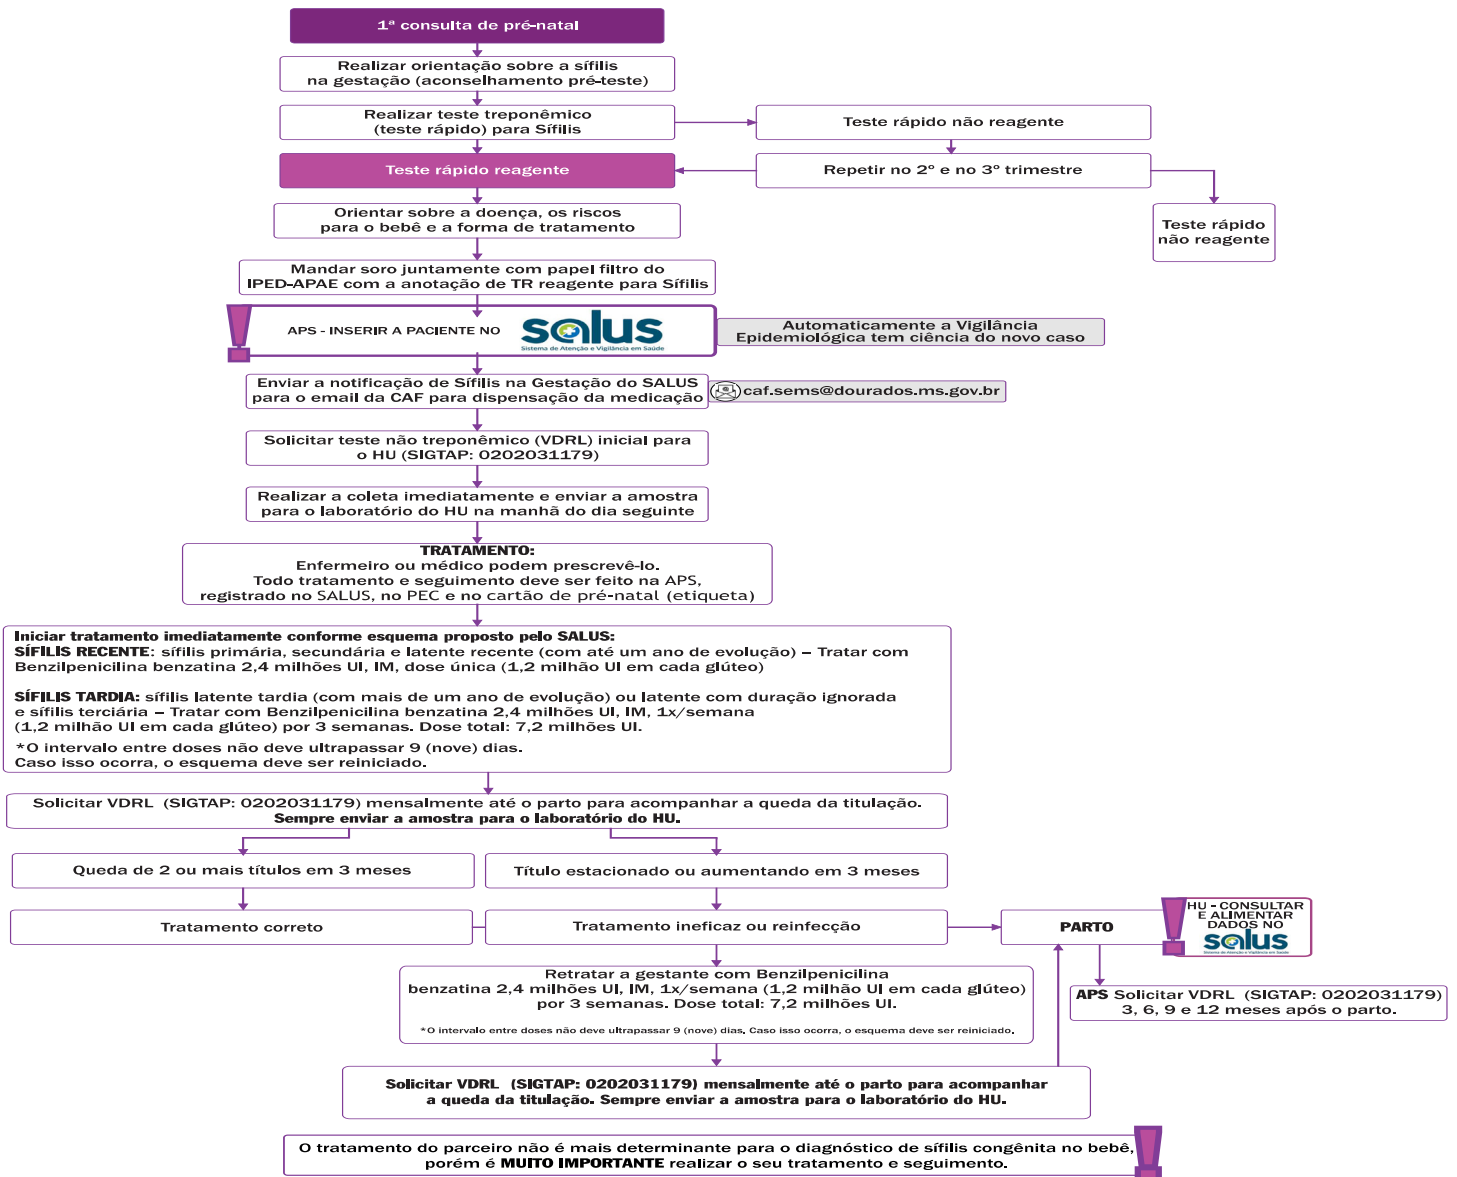 1ª consulta de pré-natal
Realizar orientação sobre a sífilis
na gestação (aconselhamento pré-teste)
Realizar teste treponêmico
(teste rápido) para Sífilis
Teste rápido não reagente
Teste rápido reagente
Repetir no 2º e no 3º trimestre
Teste rápido
não reagente
Orientar sobre a doença, os riscos
para o bebê e a forma de tratamento
Mandar soro juntamente com papel filtro do
IPED-APAE com a anotação de TR reagente para Sífilis
APS - INSERIR A PACIENTE NO
salus
Sistema de Atenção e Vigilância em Saúde
Automaticamente a Vigilância
Epidemiológica tem ciência do novo caso
Enviar a notificação de Sífilis na Gestação do SALUS
para o email da CAF para dispensação da medicação
caf.sems@dourados.ms.gov.br
Solicitar teste não treponêmico (VDRL) inicial para
o HU (SIGTAP: 0202031179)
Realizar a coleta imediatamente e enviar a amostra
para o laboratório do HU na manhã do dia seguinte
TRATAMENTO:
Enfermeiro ou médico podem prescrevê-lo.
Todo tratamento e seguimento deve ser feito na APS,
registrado no SALUS, no PEC e no cartão de pré-natal (etiqueta)
Iniciar tratamento imediatamente conforme esquema proposto pelo SALUS:
SÍFILIS RECENTE: sífilis primária, secundária e latente recente (com até um ano de evolução) – Tratar com
Benzilpenicilina benzatina 2,4 milhões UI, IM, dose única (1,2 milhão UI em cada glúteo)
SÍFILIS TARDIA: sífilis latente tardia (com mais de um ano de evolução) ou latente com duração ignorada
e sífilis terciária – Tratar com Benzilpenicilina benzatina 2,4 milhões UI, IM, 1x/semana
(1,2 milhão UI em cada glúteo) por 3 semanas. Dose total: 7,2 milhões UI.
*O intervalo entre doses não deve ultrapassar 9 (nove) dias.
Caso isso ocorra, o esquema deve ser reiniciado.
Solicitar VDRL (SIGTAP: 0202031179) mensalmente até o parto para acompanhar a queda da titulação.
Sempre enviar a amostra para o laboratório do HU.
Queda de 2 ou mais títulos em 3 meses
Título estacionado ou aumentando em 3 meses
Tratamento correto
Tratamento ineficaz ou reinfecção
PARTO
HU - CONSULTAR
E ALIMENTAR
DADOS NO
salus
Sistema de Atenção e Vigilância em Saúde
Retratar a gestante com Benzilpenicilina
benzatina 2,4 milhões UI, IM, 1x/semana (1,2 milhão UI em cada glúteo)
por 3 semanas. Dose total: 7,2 milhões UI.
*O intervalo entre doses não deve ultrapassar 9 (nove) dias. Caso isso ocorra, o esquema deve ser reiniciado.
APS Solicitar VDRL (SIGTAP: 0202031179)
3, 6, 9 e 12 meses após o parto.
Solicitar VDRL (SIGTAP: 0202031179) mensalmente até o parto para acompanhar
a queda da titulação. Sempre enviar a amostra para o laboratório do HU.
O tratamento do parceiro não é mais determinante para o diagnóstico de sífilis congênita no bebê,
porém é MUITO IMPORTANTE realizar o seu tratamento e seguimento.